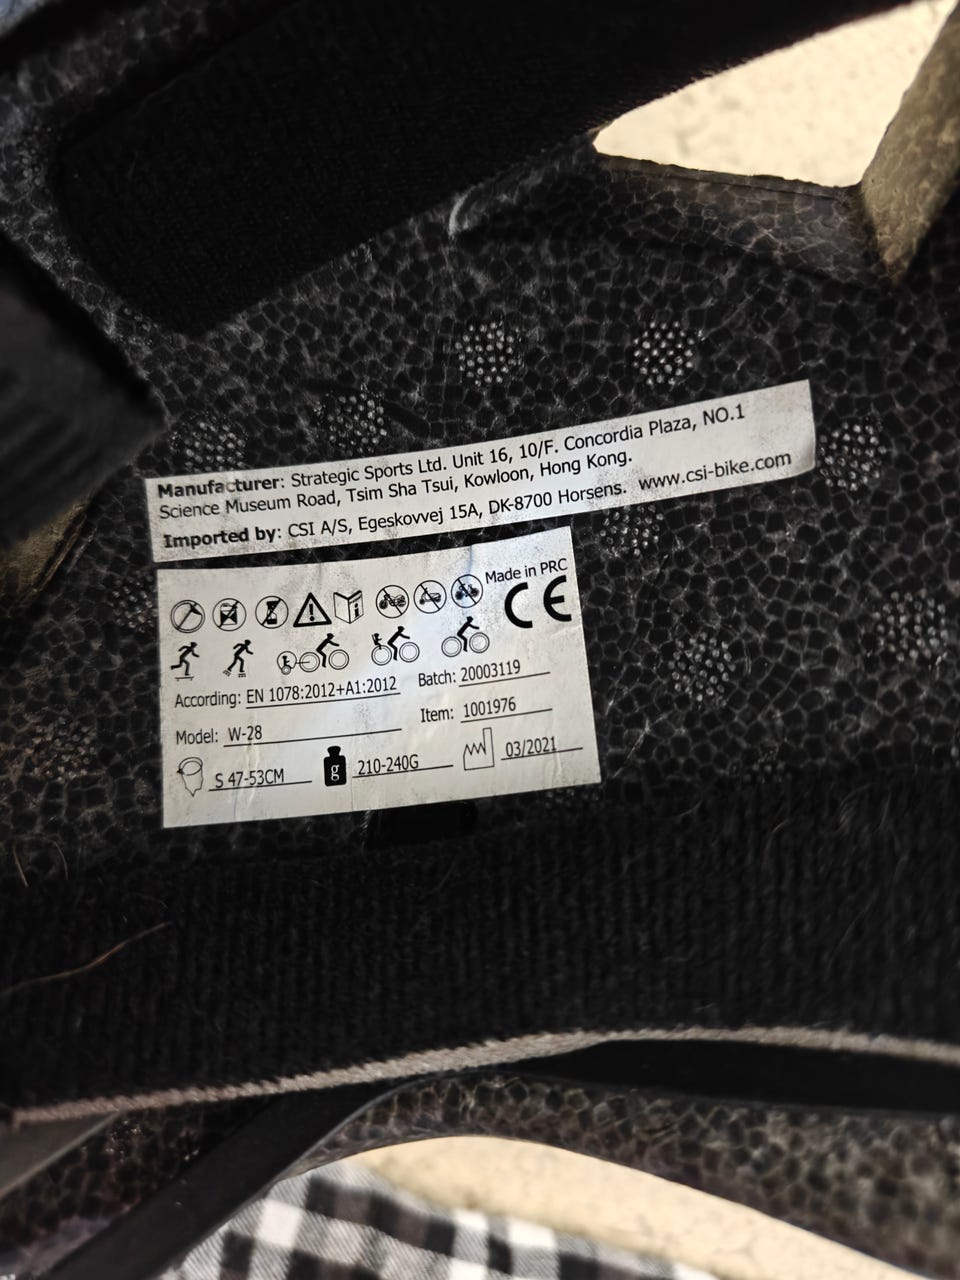 Manufacturer: Strategic Sports Ltd. Unit 16, 10/F. Concordia Plaza, NO.1
Science Museum Road, Tsim Sha Tsui, Kowloon, Hong Kong.
Imported by: CSI A/S, Egeskovvej 15A, DK-8700 Horsens. www.csi-bike.com
Made in PRC
CE
According: EN 1078:2012+A1:2012 Batch: 20003119
Model: W-28 Item: 1001976
S 47-53CM g 210-240G 03/2021